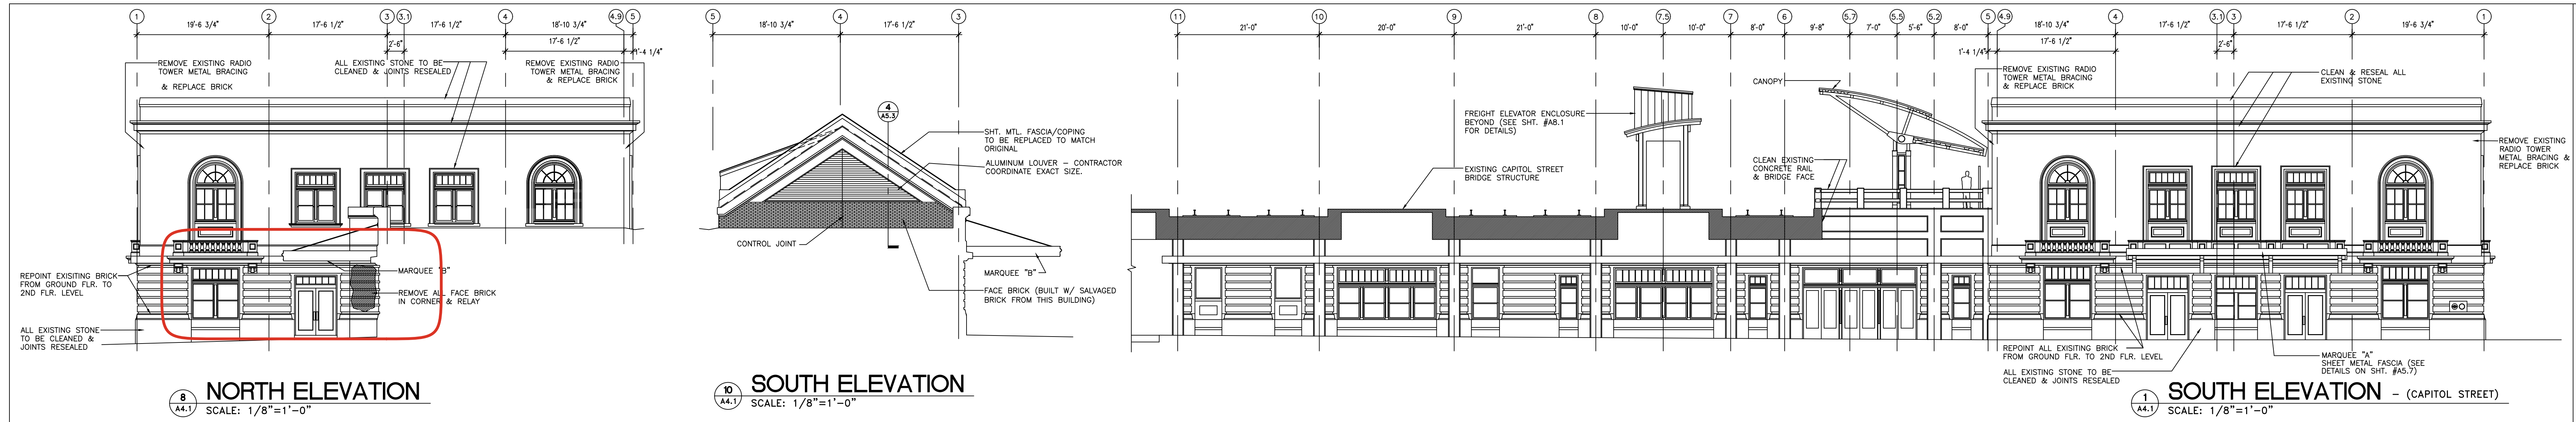 1 2 3 3.1 4 4.9 5
19'-6 3/4" 17'-6 1/2" 17'-6 1/2" 18'-10 3/4"
2'-6" 17'-6 1/2" 1'-4 1/4"
REMOVE EXISTING RADIO
TOWER METAL BRACING
& REPLACE BRICK
ALL EXISTING STONE TO BE
CLEANED & JOINTS RESEALED
REMOVE EXISTING RADIO
TOWER METAL BRACING
& REPLACE BRICK
REPOINT EXISITING BRICK
FROM GROUND FLR. TO
2ND FLR. LEVEL
MARQUEE "B"
REMOVE ALL FACE BRICK
IN CORNER & RELAY
ALL EXISTING STONE
TO BE CLEANED &
JOINTS RESEALED
8
A4.1
NORTH ELEVATION
SCALE: 1/8"=1'-0"
5 4 3
18'-10 3/4" 17'-6 1/2"
4
A5.3
SHT. MTL. FASCIA/COPING
TO BE REPLACED TO MATCH
ORIGINAL
ALUMINUM LOUVER - CONTRACTOR
COORDINATE EXACT SIZE.
CONTROL JOINT
MARQUEE "B"
FACE BRICK (BUILT W/ SALVAGED
BRICK FROM THIS BUILDING)
10
A4.1
SOUTH ELEVATION
SCALE: 1/8"=1'-0"
11 10 9 8 7.5 7 6 5.7 5.5 5.2 5 4.9 4 3.1 3 2 1
21'-0" 20'-0" 21'-0" 10'-0" 10'-0" 8'-0" 9'-8" 7'-0" 5'-6" 8'-0" 18'-10 3/4" 17'-6 1/2" 17'-6 1/2" 19'-6 3/4"
1'-4 1/4" 17'-6 1/2" 2'-6"
FREIGHT ELEVATOR ENCLOSURE
BEYOND (SEE SHT. #A8.1
FOR DETAILS)
CANOPY
REMOVE EXISTING RADIO
TOWER METAL BRACING
& REPLACE BRICK
CLEAN & RESEAL ALL
EXISTING STONE
REMOVE EXISTING
RADIO TOWER
METAL BRACING &
REPLACE BRICK
EXISTING CAPITOL STREET
BRIDGE STRUCTURE
CLEAN EXISTING
CONCRETE RAIL
& BRIDGE FACE
REPOINT ALL EXISITING BRICK
FROM GROUND FLR. TO 2ND FLR. LEVEL
ALL EXISTING STONE TO BE
CLEANED & JOINTS RESEALED
MARQUEE "A"
SHEET METAL FASCIA (SEE
DETAILS ON SHT. #A5.7)
1
A4.1
SOUTH ELEVATION - (CAPITOL STREET)
SCALE: 1/8"=1'-0"